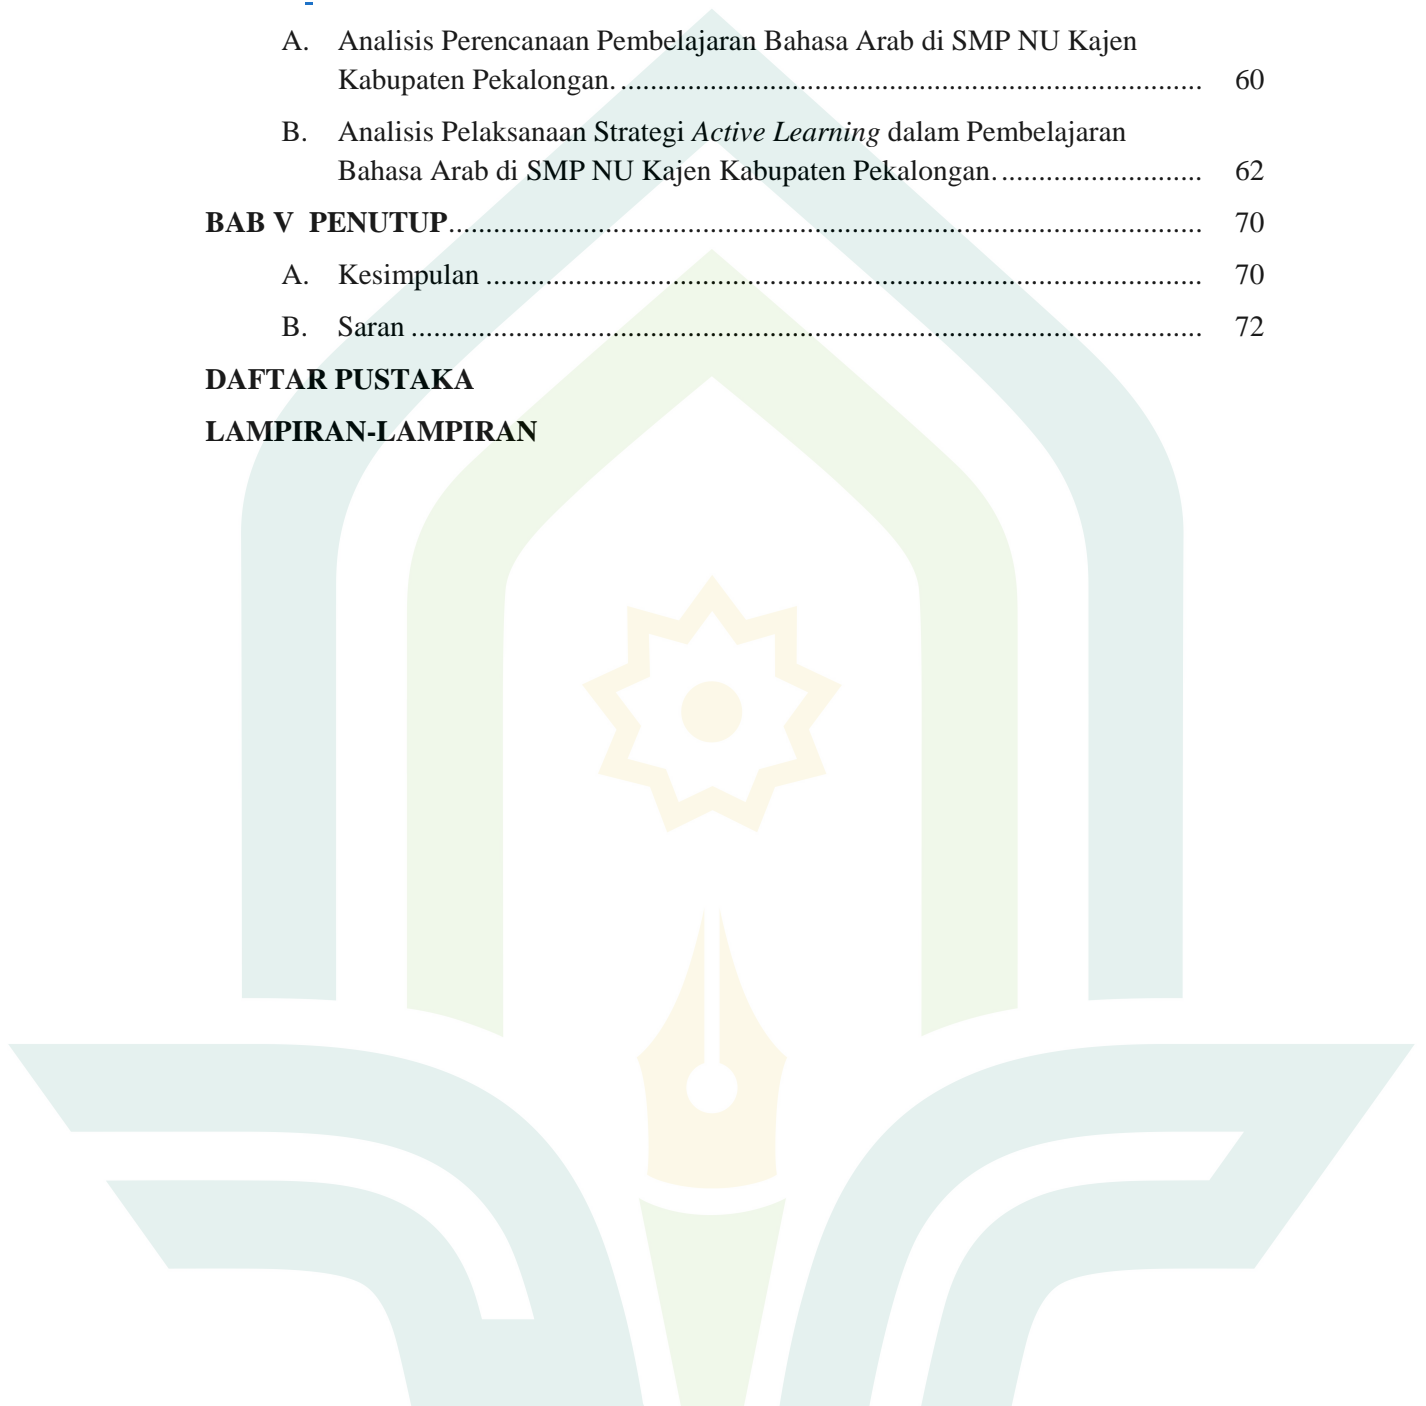 A. Analisis Perencanaan Pembelajaran Bahasa Arab di SMP NU Kajen
Kabupaten Pekalongan. .............................................................................. 60
B. Analisis Pelaksanaan Strategi Active Learning dalam Pembelajaran
Bahasa Arab di SMP NU Kajen Kabupaten Pekalongan. ........................... 62
BAB V PENUTUP..................................................................................................... 70
A. Kesimpulan ................................................................................................ 70
B. Saran .......................................................................................................... 72
DAFTAR PUSTAKA
LAMPIRAN-LAMPIRAN